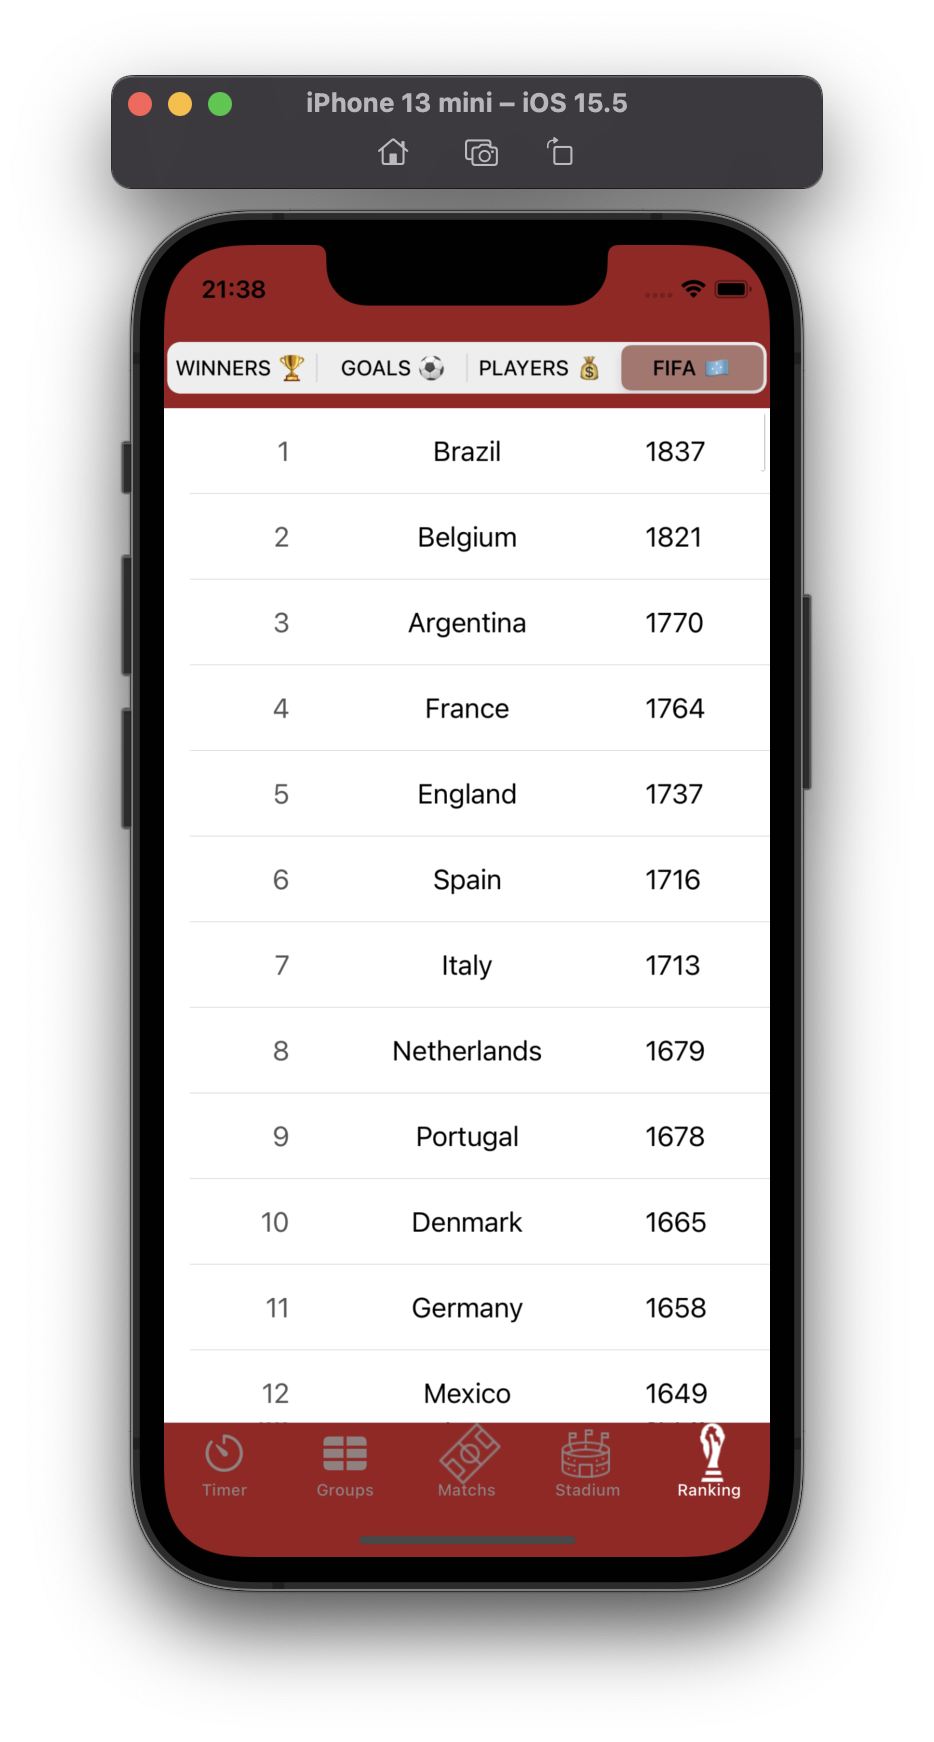 iPhone 13 mini – iOS 15.5
21:38
WINNERS 🏆 GOALS ⚽ PLAYERS 💰 FIFA 🇫🇲
1 Brazil 1837
2 Belgium 1821
3 Argentina 1770
4 France 1764
5 England 1737
6 Spain 1716
7 Italy 1713
8 Netherlands 1679
9 Portugal 1678
10 Denmark 1665
11 Germany 1658
12 Mexico 1649
Timer Groups Matchs Stadium Ranking